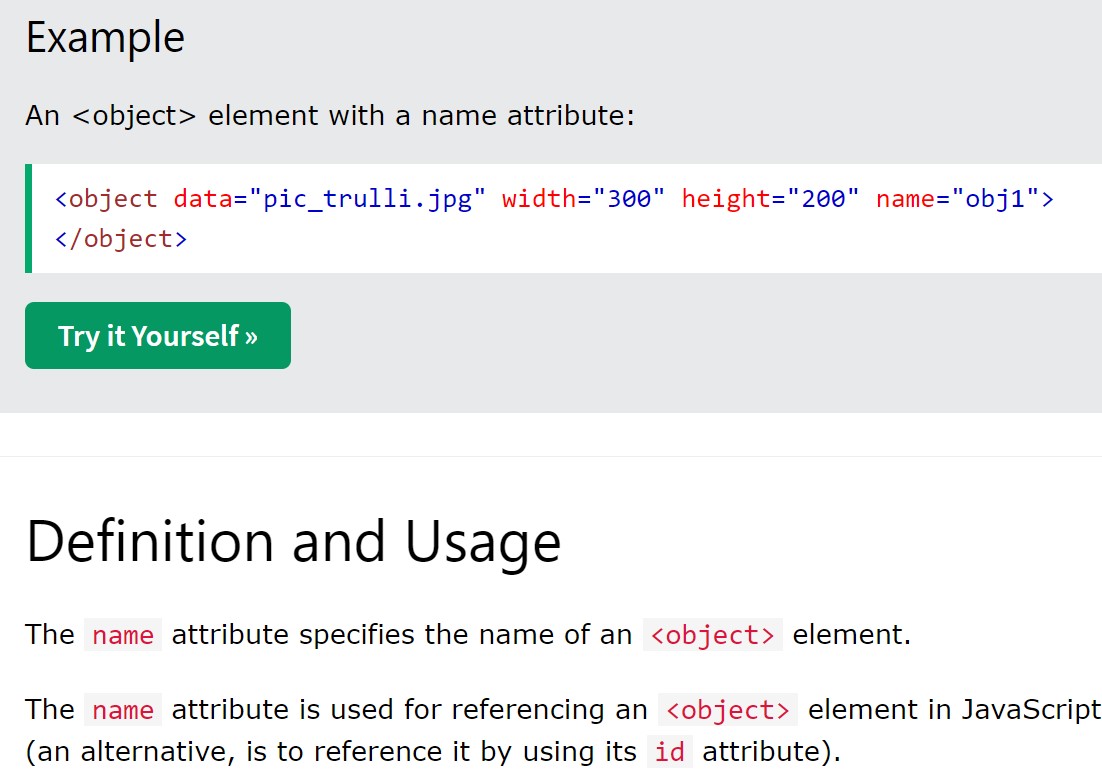 Example
An <object> element with a name attribute:
<object data="pic_trulli.jpg" width="300" height="200" name="obj1">
</object>
Try it Yourself »
Definition and Usage
The name attribute specifies the name of an <object> element.
The name attribute is used for referencing an <object> element in JavaScript
(an alternative, is to reference it by using its id attribute).